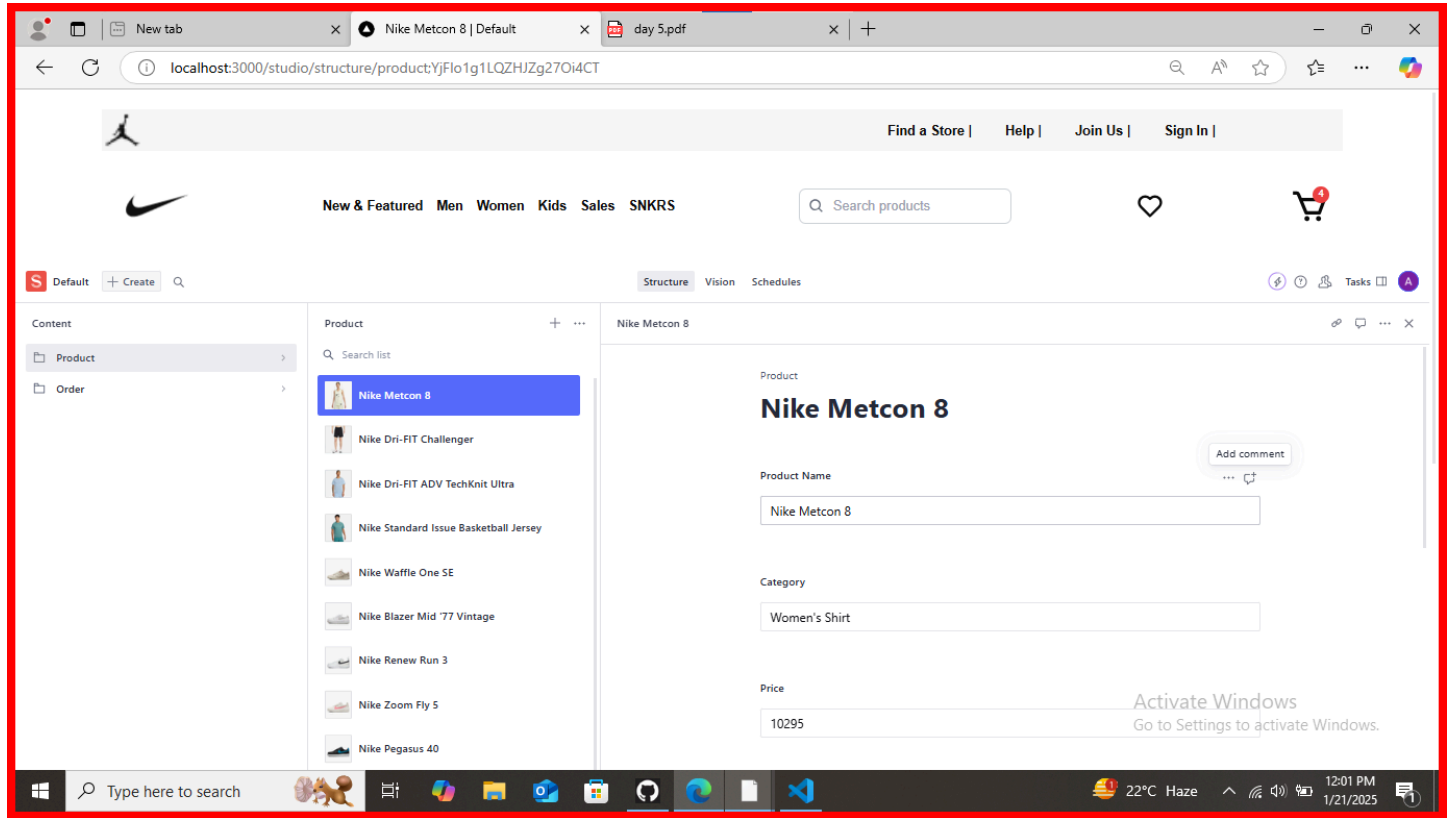 New tab
Nike Metcon 8 | Default
day 5.pdf
localhost:3000/studio/structure/product;YjFIo1g1LQZHJZg27Oi4CT
Find a Store | Help | Join Us | Sign In |
New & Featured Men Women Kids Sales SNKRS
Search products
4
S Default + Create
Structure Vision Schedules
Tasks
A
Content
Product
Nike Metcon 8
Product
Order
Search list
Nike Metcon 8
Nike Dri-FIT Challenger
Nike Dri-FIT ADV TechKnit Ultra
Nike Standard Issue Basketball Jersey
Nike Waffle One SE
Nike Blazer Mid '77 Vintage
Nike Renew Run 3
Nike Zoom Fly 5
Nike Pegasus 40
Product
Nike Metcon 8
Add comment
Product Name
Nike Metcon 8
Category
Women's Shirt
Price
10295
Activate Windows
Go to Settings to activate Windows.
Type here to search
22°C Haze
12:01 PM
1/21/2025
1